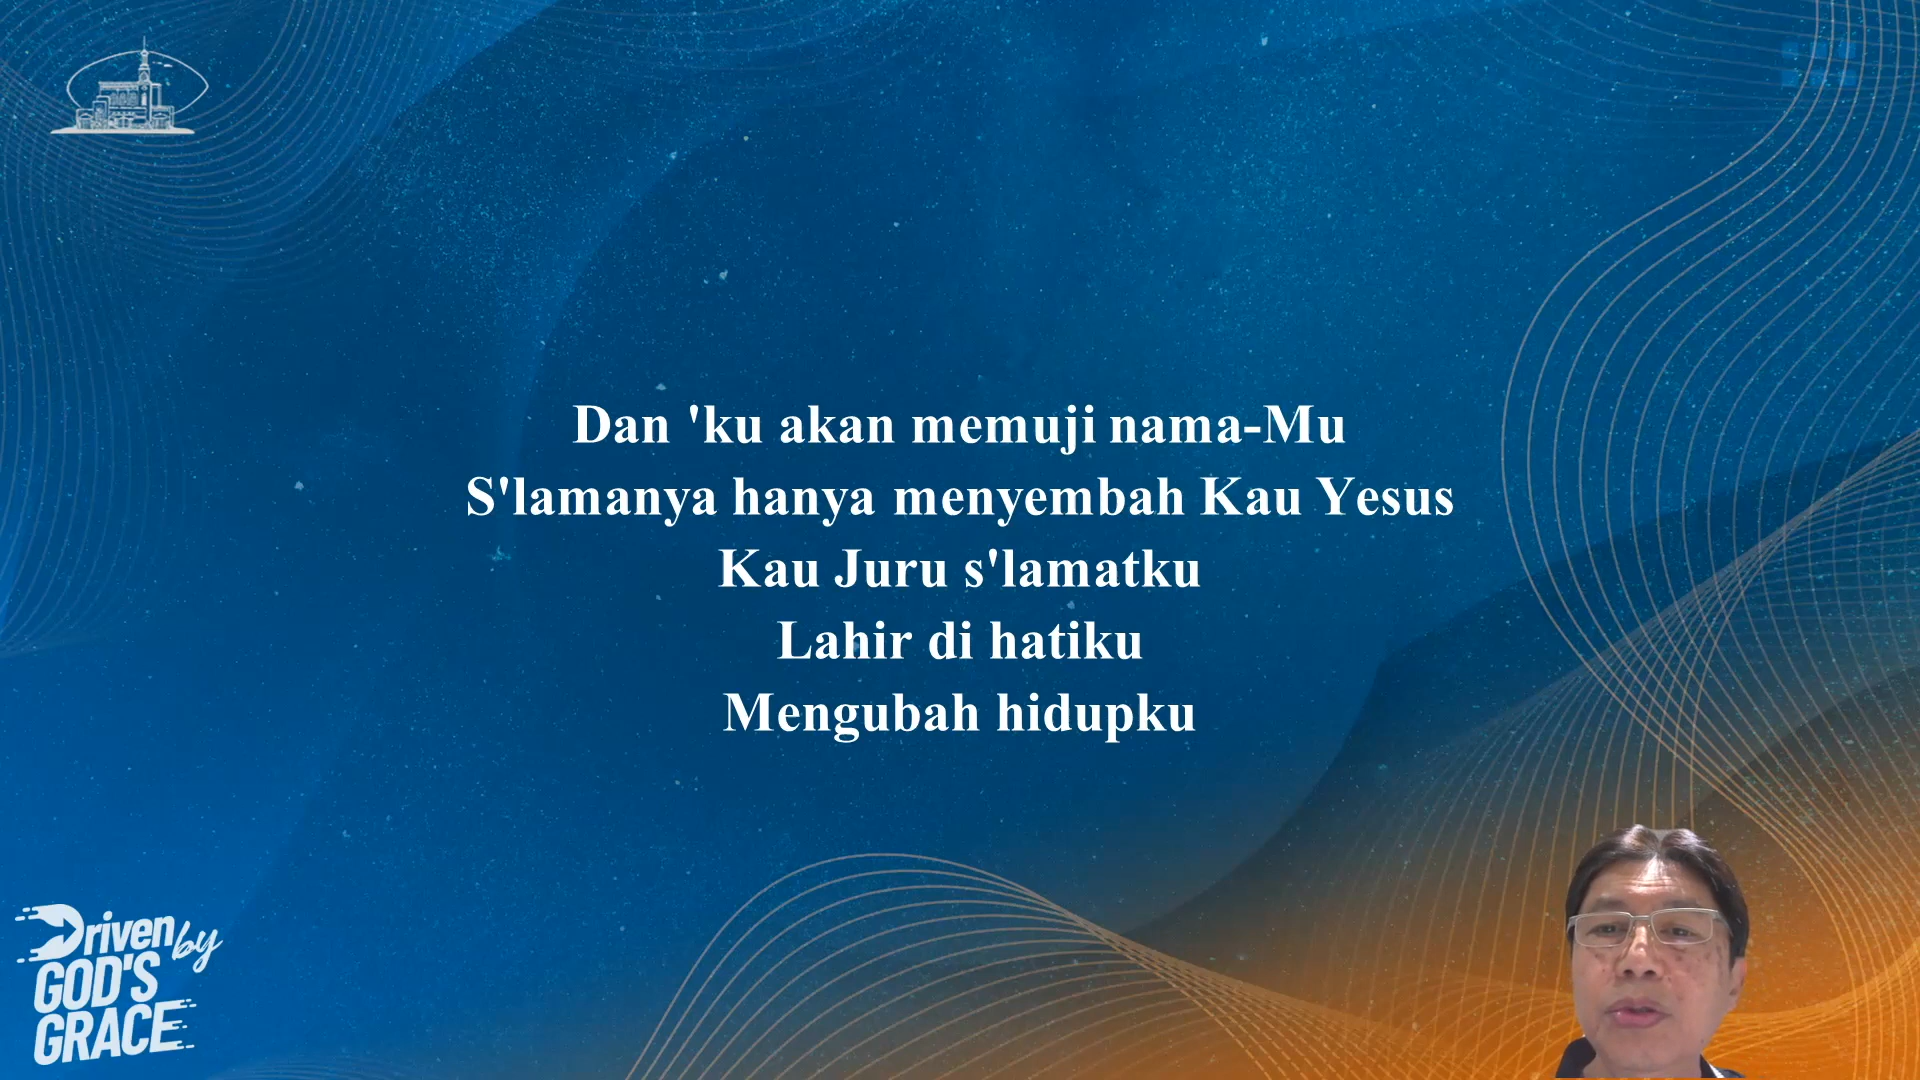 Dan 'ku akan memuji nama-Mu
S'lamanya hanya menyembah Kau Yesus
Kau Juru s'lamatku
Lahir di hatiku
Mengubah hidupku
Driven by
GOD'S
GRACE